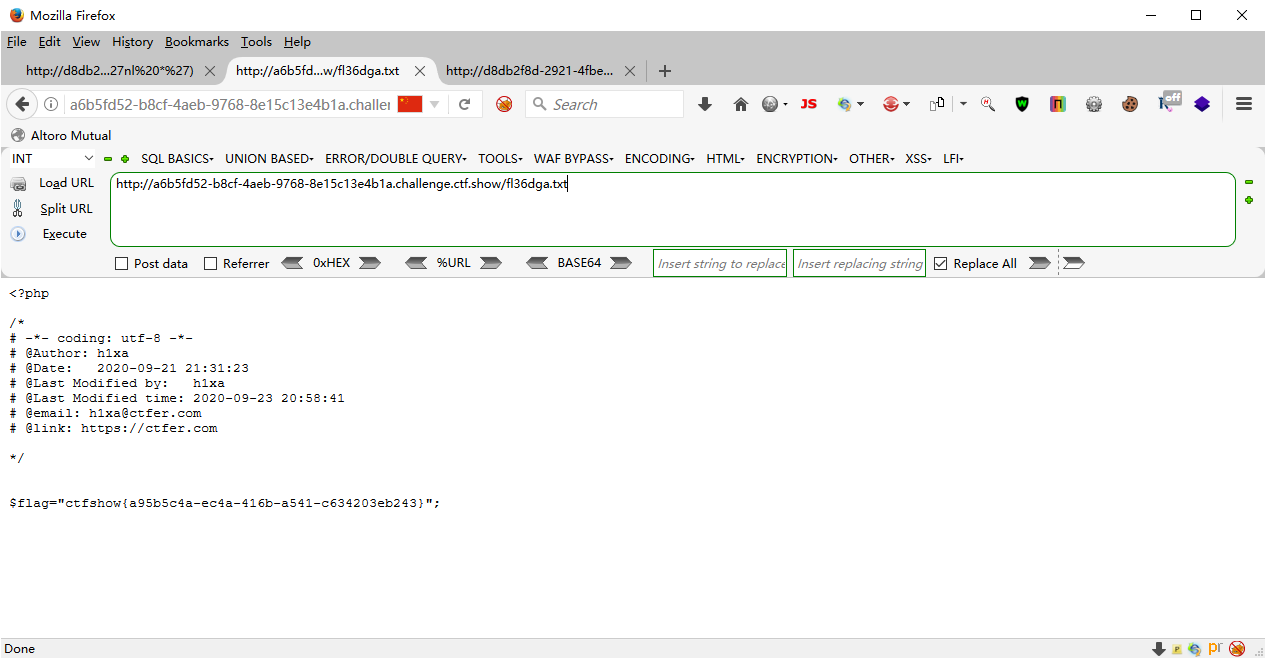 Mozilla Firefox
File Edit View History Bookmarks Tools Help
http://d8db2...27nl%20*%27) http://a6b5fd...w/fl36dga.txt http://d8db2f8d-2921-4fbe...
a6b5fd52-b8cf-4aeb-9768-8e15c13e4b1a.challe Search JS off
Altoro Mutual
INT SQL BASICS UNION BASED ERROR/DOUBLE QUERY TOOLS WAF BYPASS ENCODING HTML ENCRYPTION OTHER XSS LFI
Load URL http://a6b5fd52-b8cf-4aeb-9768-8e15c13e4b1a.challenge.ctf.show/fl36dga.txt
Split URL
Execute
Post data Referrer 0xHEX %URL BASE64 Insert string to replace Insert replacing string Replace All
<?php
/*
# -*- coding: utf-8 -*-
# @Author: h1xa
# @Date:   2020-09-21 21:31:23
# @Last Modified by:   h1xa
# @Last Modified time: 2020-09-23 20:58:41
# @email: h1xa@ctfer.com
# @link: https://ctfer.com
*/
$flag="ctfshow{a95b5c4a-ec4a-416b-a541-c634203eb243}";
Done